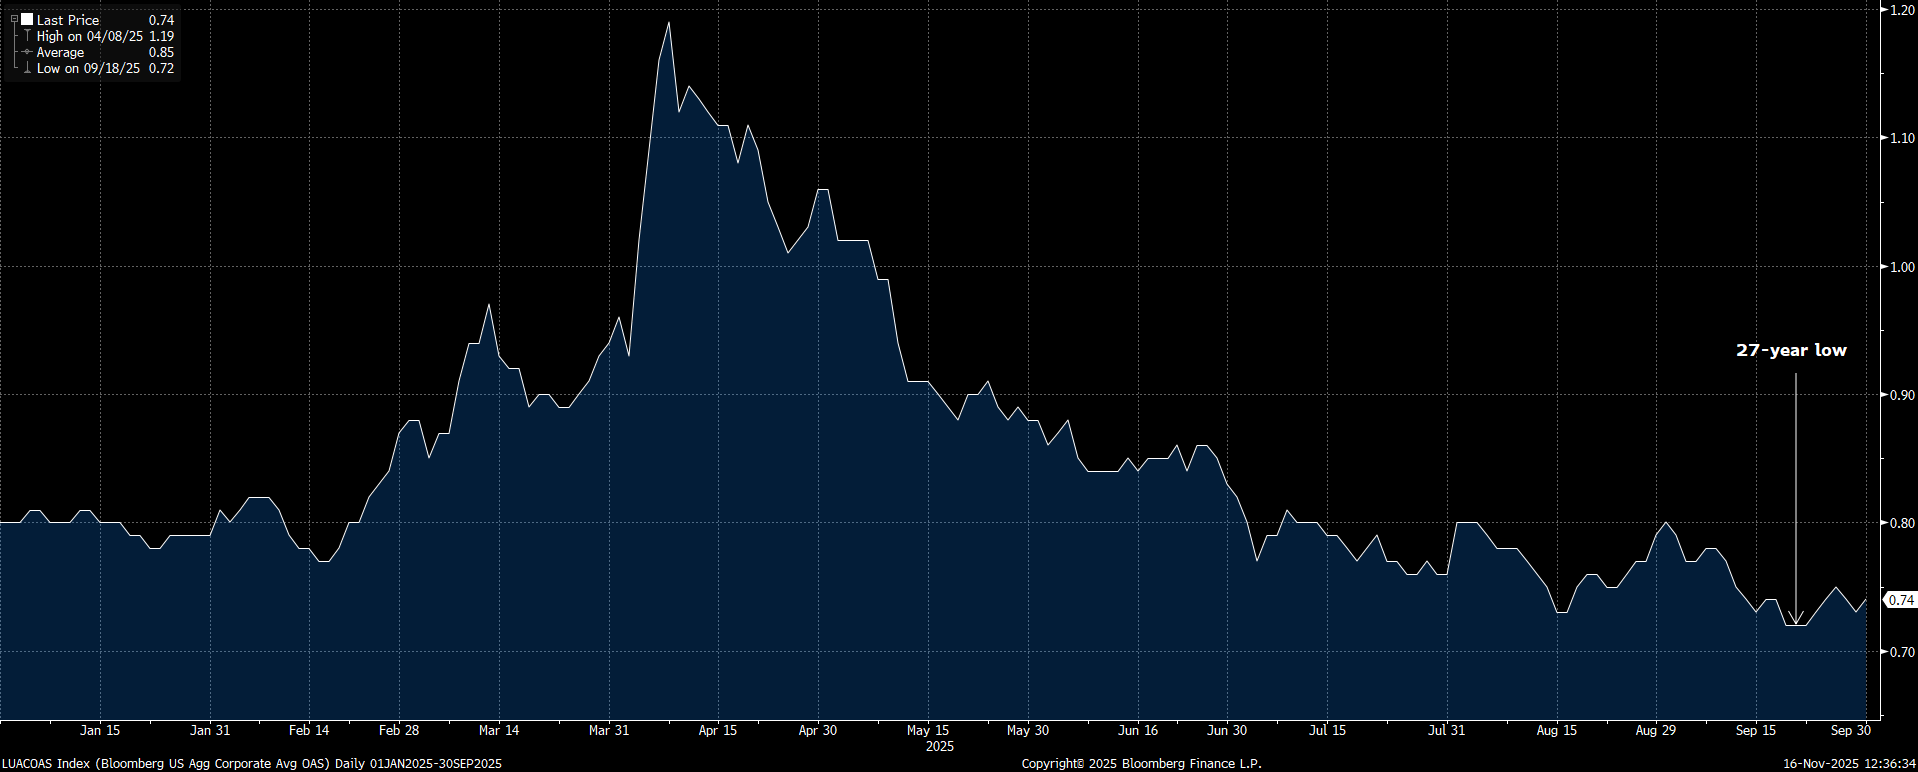 Last Price 0.74
High on 04/08/25 1.19
Average 0.85
Low on 09/18/25 0.72
1.20
1.10
1.00
27-year low
0.90
0.80
0.74
0.70
Jan 15 Jan 31 Feb 14 Feb 28 Mar 14 Mar 31 Apr 15 Apr 30 May 15 May 30 Jun 16 Jun 30 Jul 15 Jul 31 Aug 15 Aug 29 Sep 15 Sep 30
2025
LUACOAS Index (Bloomberg US Agg Corporate Avg OAS) Daily 01JAN2025-30SEP2025 Copyright© 2025 Bloomberg Finance L.P. 16-Nov-2025 12:36:34